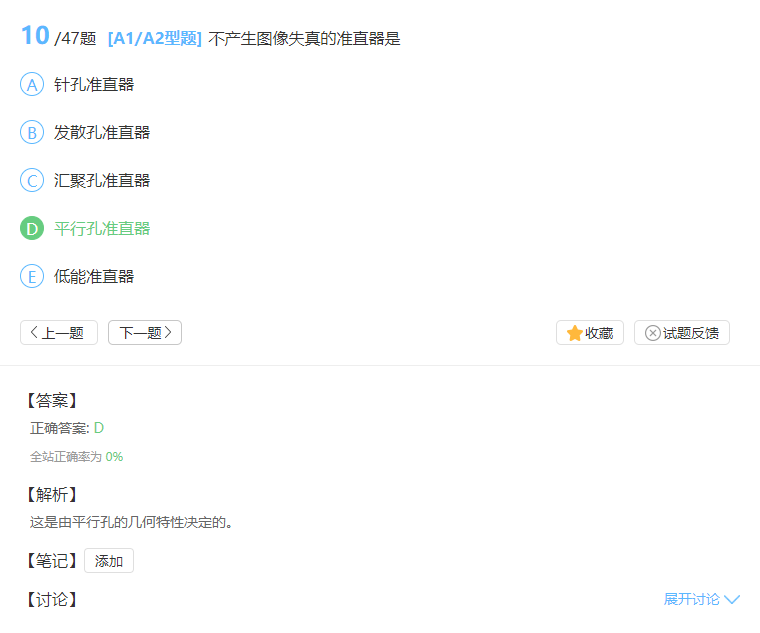 10 /47题 [A1/A2型题] 不产生图像失真的准直器是
A 针孔准直器
B 发散孔准直器
C 汇聚孔准直器
D 平行孔准直器
E 低能准直器
上一题 下一题 收藏 试题反馈
【答案】
正确答案: D
全站正确率为 0%
【解析】
这是由平行孔的几何特性决定的。
【笔记】 添加
【讨论】 展开讨论